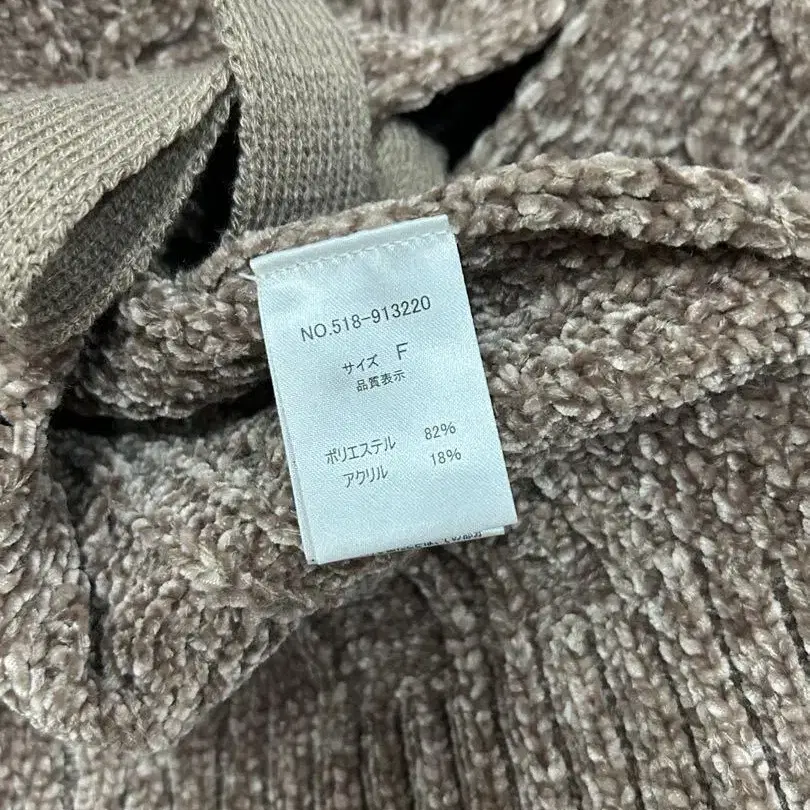 NO.518-913220
サイズ F
品質表示
ポリエステル 82%
アクリル 18%